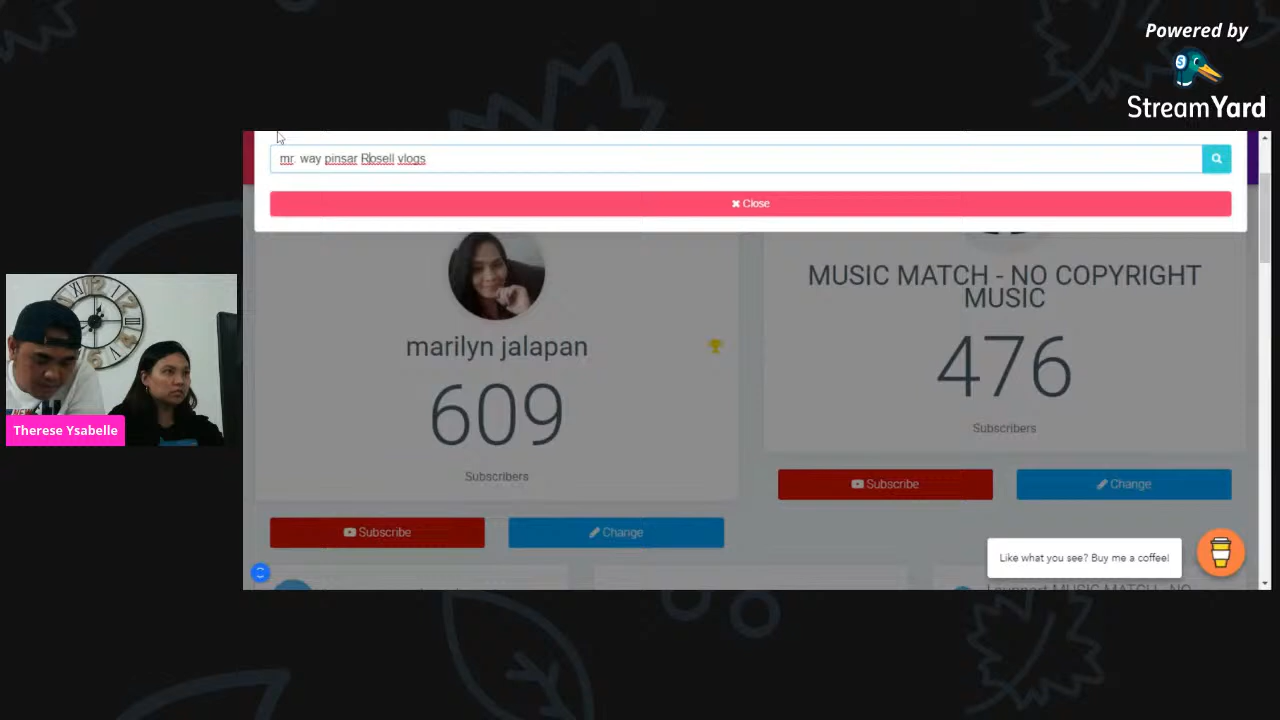 Powered by
StreamYard
mr. way pinsar Rosell vlogs
✖ Close
marilyn jalapan
609
Subscribers
Subscribe
Change
MUSIC MATCH - NO COPYRIGHT
MUSIC
476
Subscribers
Subscribe
Change
Therese Ysabelle
Like what you see? Buy me a coffee!